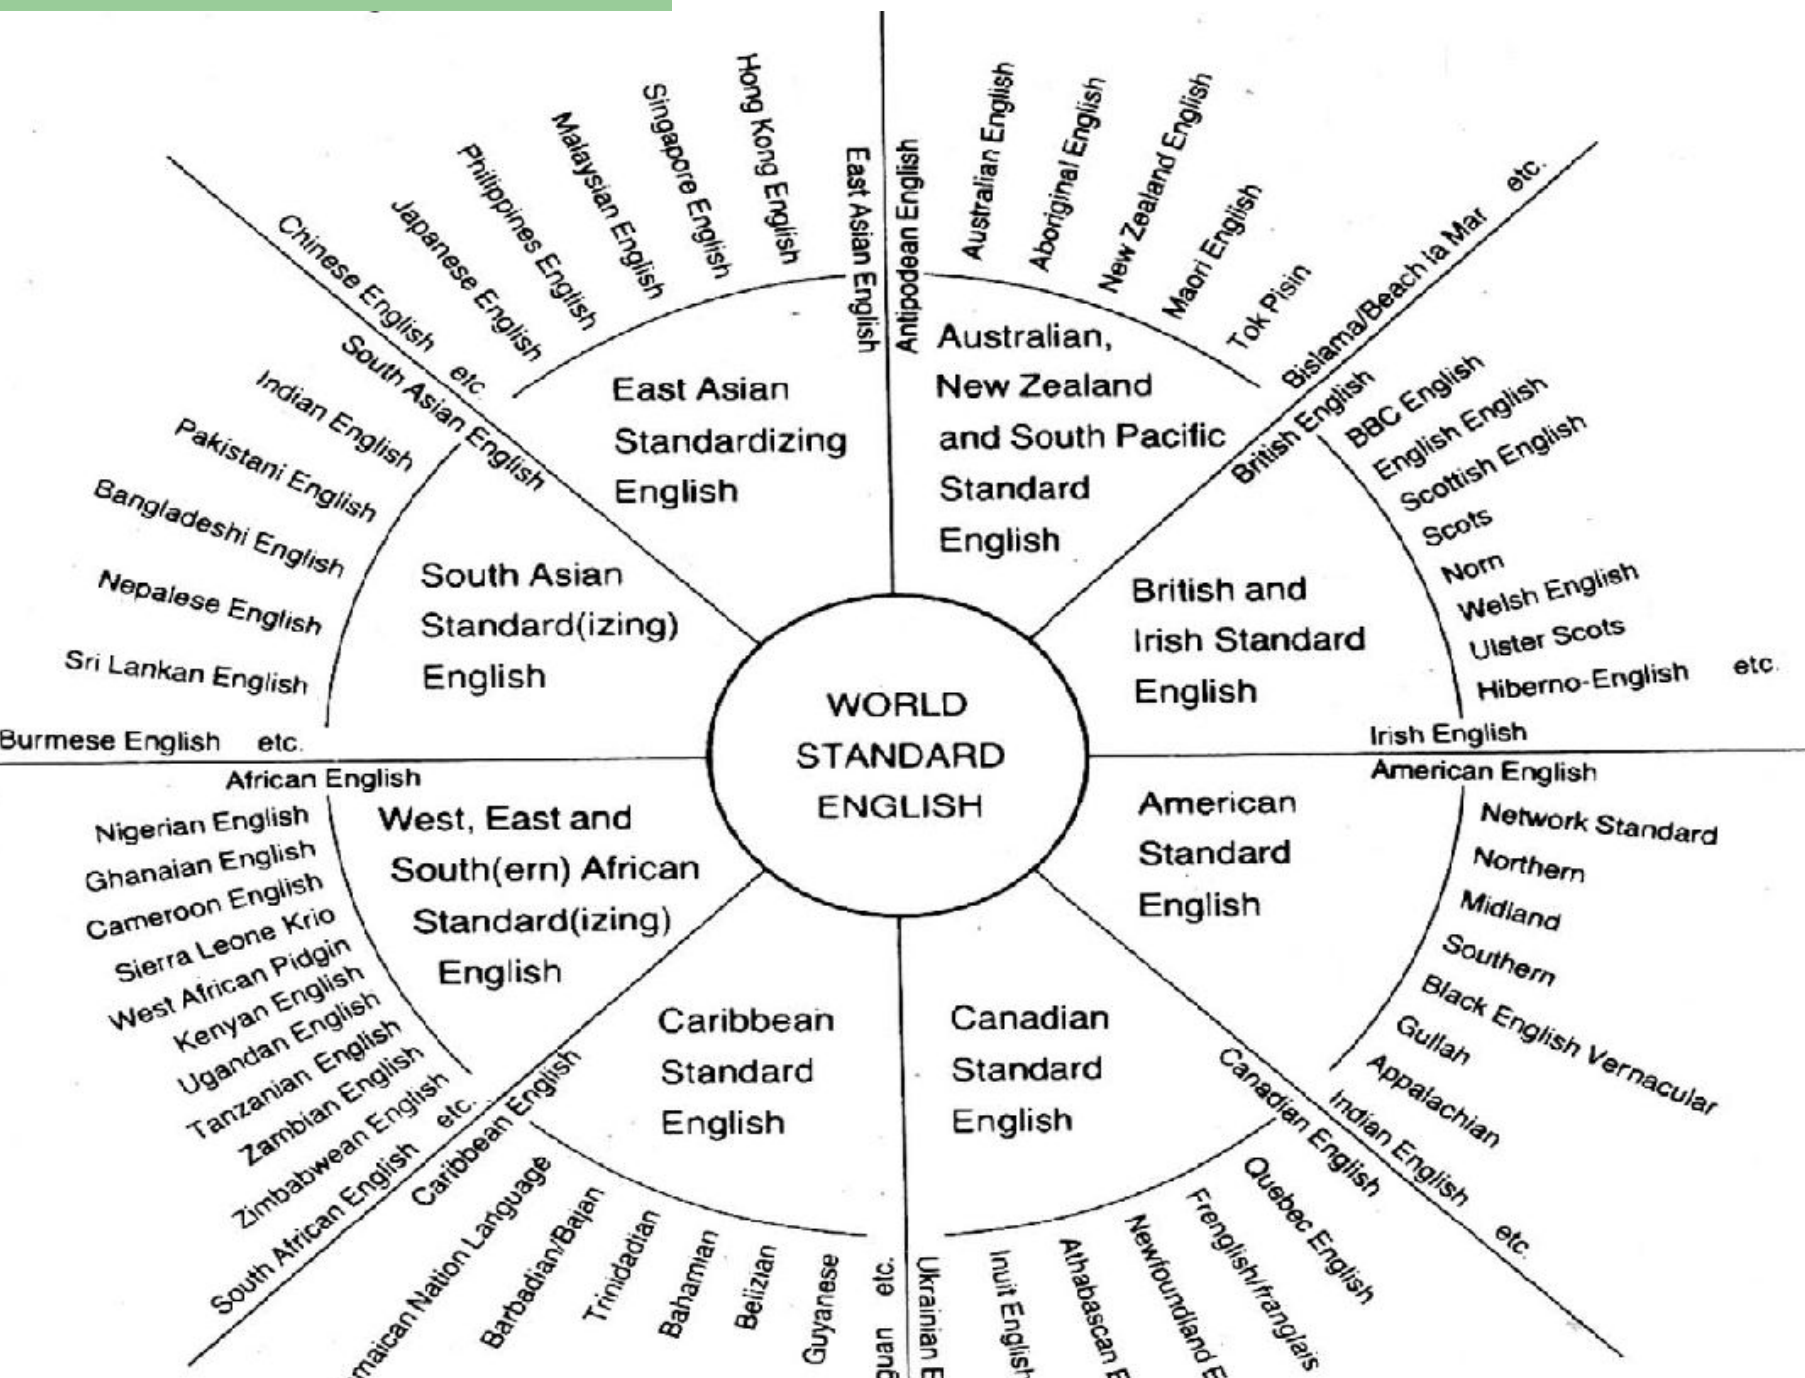 WORLD
STANDARD
ENGLISH
Australian,
New Zealand
and South Pacific
Standard
English
Antipodean English
Australian English
Aboriginal English
New Zealand English
Maori English
Tok Pisin
Bislama/Beach la Mar etc.
British and
Irish Standard
English
British English
BBC English
English English
Scottish English
Scots
Norn
Welsh English
Ulster Scots
Hiberno-English etc.
Irish English
American
Standard
English
American English
Network Standard
Northern
Midland
Southern
Black English Vernacular
Gullah
Appalachian
Indian English etc.
Canadian
Standard
English
Canadian English
Quebec English
Frenglish/franglais
Newfoundland
Athabascan
Inuit English
Ukrainian
Caribbean
Standard
English
Caribbean English
Nation Language
Barbadian/Bajan
Trinidadian
Bahamian
Belizian
Guyanese
etc.
West, East and
South(ern) African
Standard(izing)
English
African English
Nigerian English
Ghanaian English
Cameroon English
Sierra Leone Krio
West African Pidgin
Kenyan English
Ugandan English
Tanzanian English
Zambian English
Zimbabwean English
South African English etc.
South Asian
Standard(izing)
English
South Asian English
Indian English
Pakistani English
Bangladeshi English
Nepalese English
Sri Lankan English
Burmese English etc.
East Asian
Standardizing
English
East Asian English
Hong Kong English
Singapore English
Malaysian English
Philippines English
Japanese English
Chinese English etc.